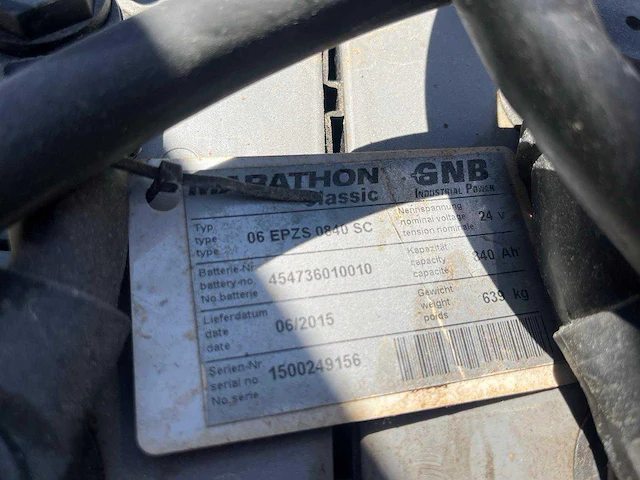 MARATHON
classic
GNB
INDUSTRIAL POWER
Typ
type
type
06 EPZS 0840 SC
Nennspannung
nominal voltage
tension nominale
24 V
Batterie-Nr
battery-no.
No.batterie
454736010010
Kapazität
capacity
capacite
840 Ah
Lieferdatum
date
date
06/2015
Gewicht
weight
poids
639 kg
Serien-Nr
serial no.
No.série
1500249156